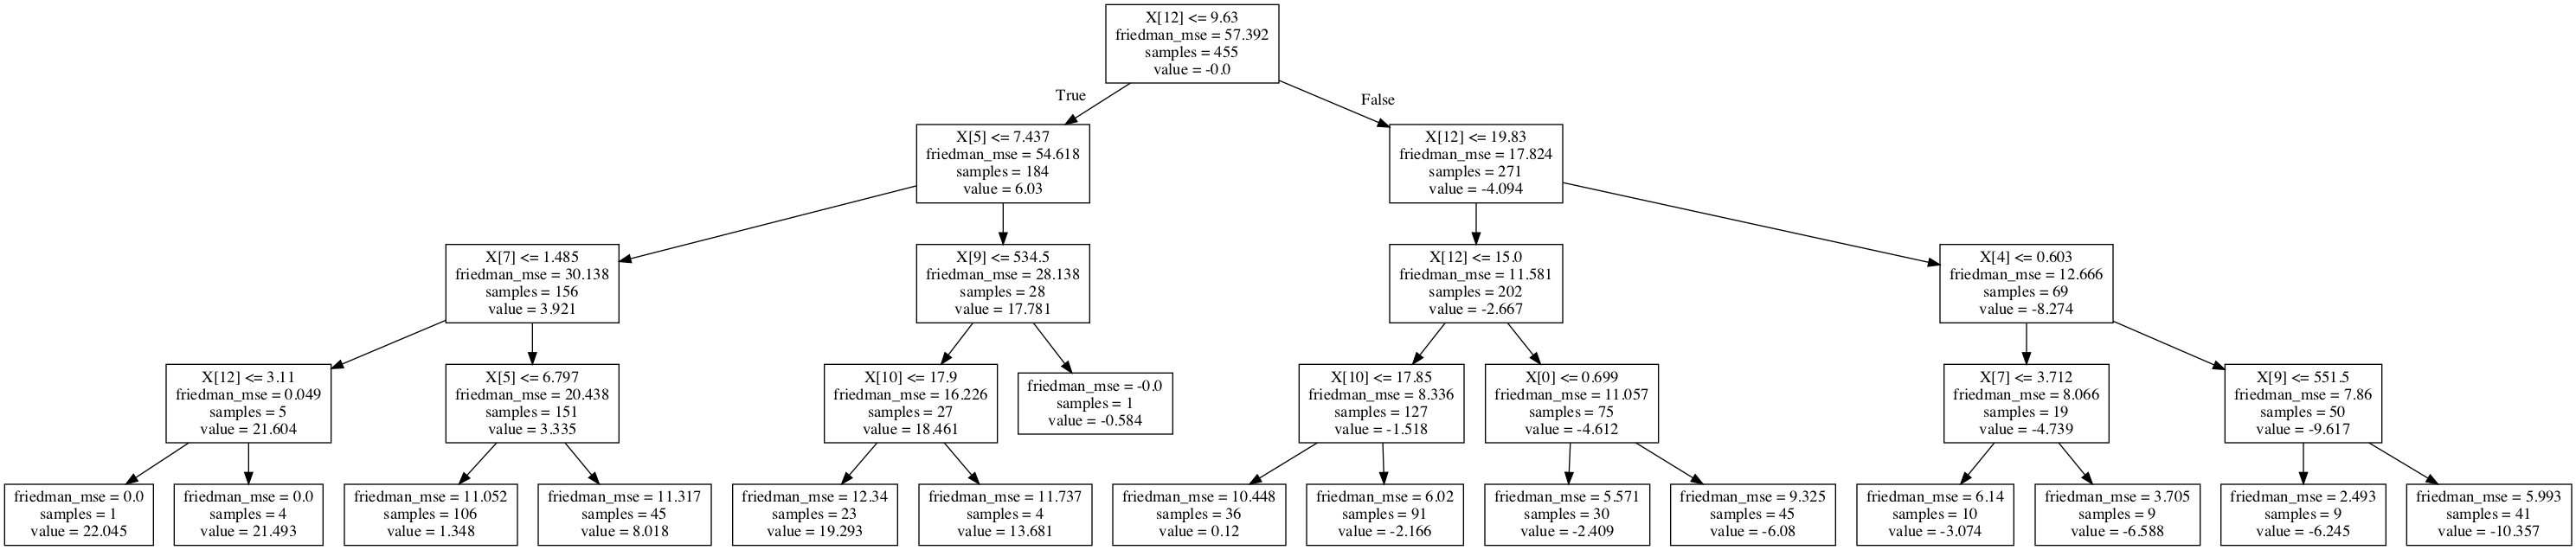 X[12] <= 9.63
friedman_mse = 57.392
samples = 455
value = -0.0
True
False
X[5] <= 7.437
friedman_mse = 54.618
samples = 184
value = 6.03
X[12] <= 19.83
friedman_mse = 17.824
samples = 271
value = -4.094
X[7] <= 1.485
friedman_mse = 30.138
samples = 156
value = 3.921
X[9] <= 534.5
friedman_mse = 28.138
samples = 28
value = 17.781
X[12] <= 15.0
friedman_mse = 11.581
samples = 202
value = -2.667
X[4] <= 0.603
friedman_mse = 12.666
samples = 69
value = -8.274
X[12] <= 3.11
friedman_mse = 0.049
samples = 5
value = 21.604
X[5] <= 6.797
friedman_mse = 20.438
samples = 151
value = 3.335
X[10] <= 17.9
friedman_mse = 16.226
samples = 27
value = 18.461
friedman_mse = -0.0
samples = 1
value = -0.584
X[10] <= 17.85
friedman_mse = 8.336
samples = 127
value = -1.518
X[0] <= 0.699
friedman_mse = 11.057
samples = 75
value = -4.612
X[7] <= 3.712
friedman_mse = 8.066
samples = 19
value = -4.739
X[9] <= 551.5
friedman_mse = 7.86
samples = 50
value = -9.617
friedman_mse = 0.0
samples = 1
value = 22.045
friedman_mse = 0.0
samples = 4
value = 21.493
friedman_mse = 11.052
samples = 106
value = 1.348
friedman_mse = 11.317
samples = 45
value = 8.018
friedman_mse = 12.34
samples = 23
value = 19.293
friedman_mse = 11.737
samples = 4
value = 13.681
friedman_mse = 10.448
samples = 36
value = 0.12
friedman_mse = 6.02
samples = 91
value = -2.166
friedman_mse = 5.571
samples = 30
value = -2.409
friedman_mse = 9.325
samples = 45
value = -6.08
friedman_mse = 6.14
samples = 10
value = -3.074
friedman_mse = 3.705
samples = 9
value = -6.588
friedman_mse = 2.493
samples = 9
value = -6.245
friedman_mse = 5.993
samples = 41
value = -10.357